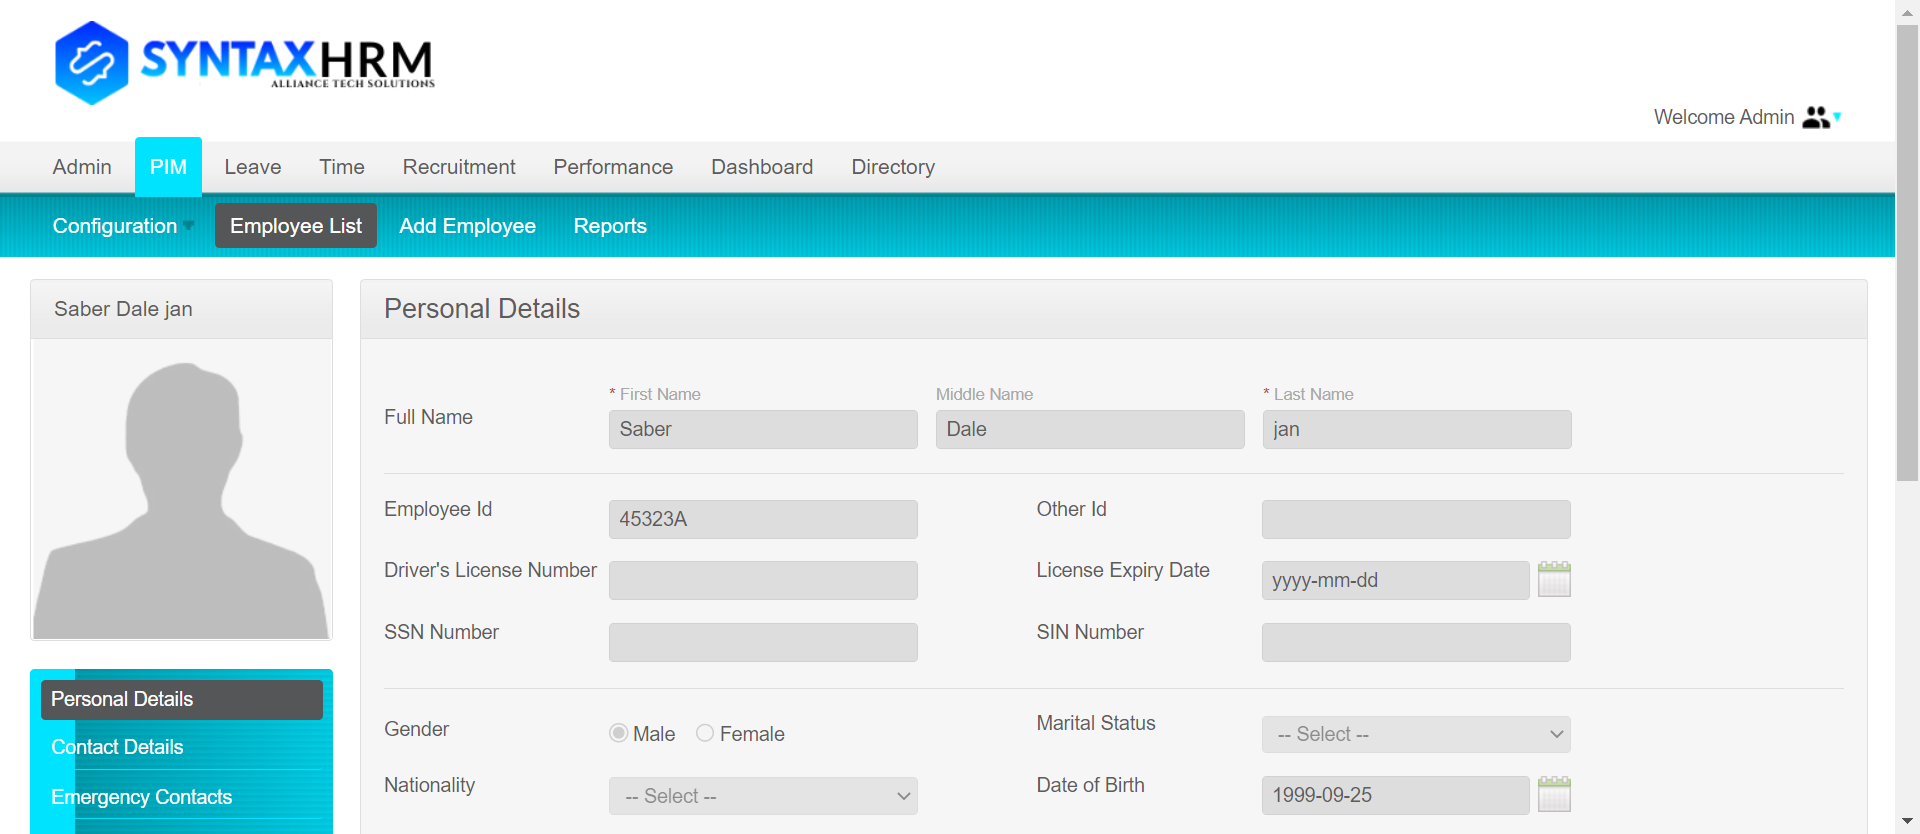 SYNTAXHRM
ALLIANCE TECH SOLUTIONS
Welcome Admin
Admin PIM Leave Time Recruitment Performance Dashboard Directory
Configuration Employee List Add Employee Reports
Saber Dale jan
Personal Details
* First Name Middle Name * Last Name
Full Name
Saber Dale jan
Employee Id 45323A Other Id
Driver's License Number License Expiry Date yyyy-mm-dd
SSN Number SIN Number
Gender Male Female Marital Status -- Select --
Nationality -- Select -- Date of Birth 1999-09-25
Personal Details
Contact Details
Emergency Contacts